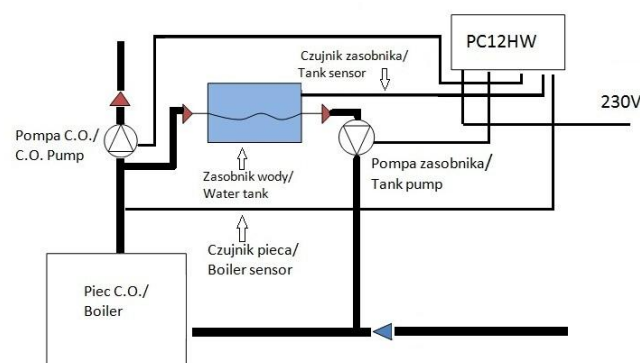 PC12HW
Czujnik zasobnika/
Tank sensor
230V
Pompa C.O./
C.O. Pump
Pompa zasobnika/
Tank pump
Zasobnik wody/
Water tank
Czujnik pieca/
Boiler sensor
Piec C.O./
Boiler